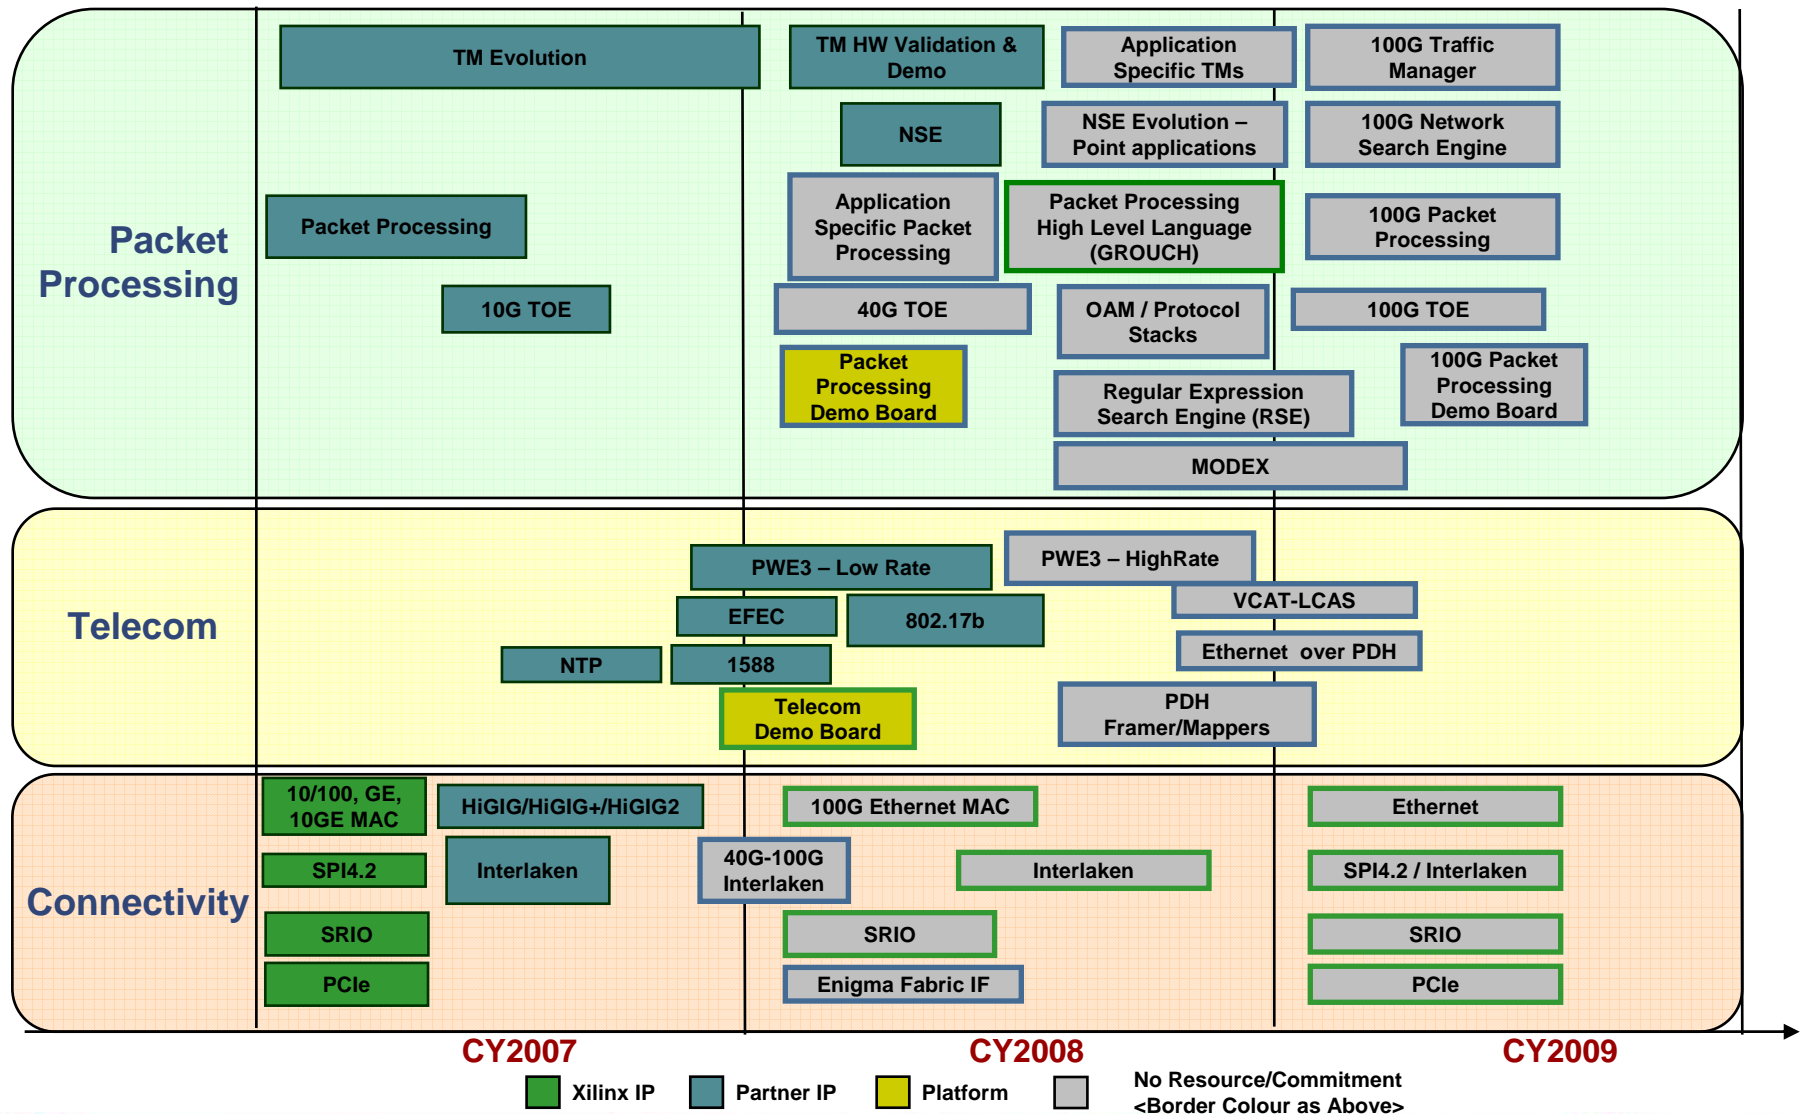 Packet
Processing
TM Evolution
TM HW Validation &
Demo
Application
Specific TMs
100G Traffic
Manager
NSE
NSE Evolution –
Point applications
100G Network
Search Engine
Packet Processing
Application
Specific Packet
Processing
Packet Processing
High Level Language
(GROUCH)
100G Packet
Processing
10G TOE
40G TOE
OAM / Protocol
Stacks
100G TOE
Packet
Processing
Demo Board
Regular Expression
Search Engine (RSE)
100G Packet
Processing
Demo Board
MODEX
Telecom
PWE3 – Low Rate
PWE3 – HighRate
EFEC
802.17b
VCAT-LCAS
NTP
1588
Ethernet over PDH
Telecom
Demo Board
PDH
Framer/Mappers
Connectivity
10/100, GE,
10GE MAC
HiGIG/HiGIG+/HiGIG2
100G Ethernet MAC
Ethernet
SPI4.2
Interlaken
40G-100G
Interlaken
Interlaken
SPI4.2 / Interlaken
SRIO
SRIO
SRIO
PCIe
Enigma Fabric IF
PCIe
CY2007
CY2008
CY2009
Xilinx IP
Partner IP
Platform
No Resource/Commitment
<Border Colour as Above>